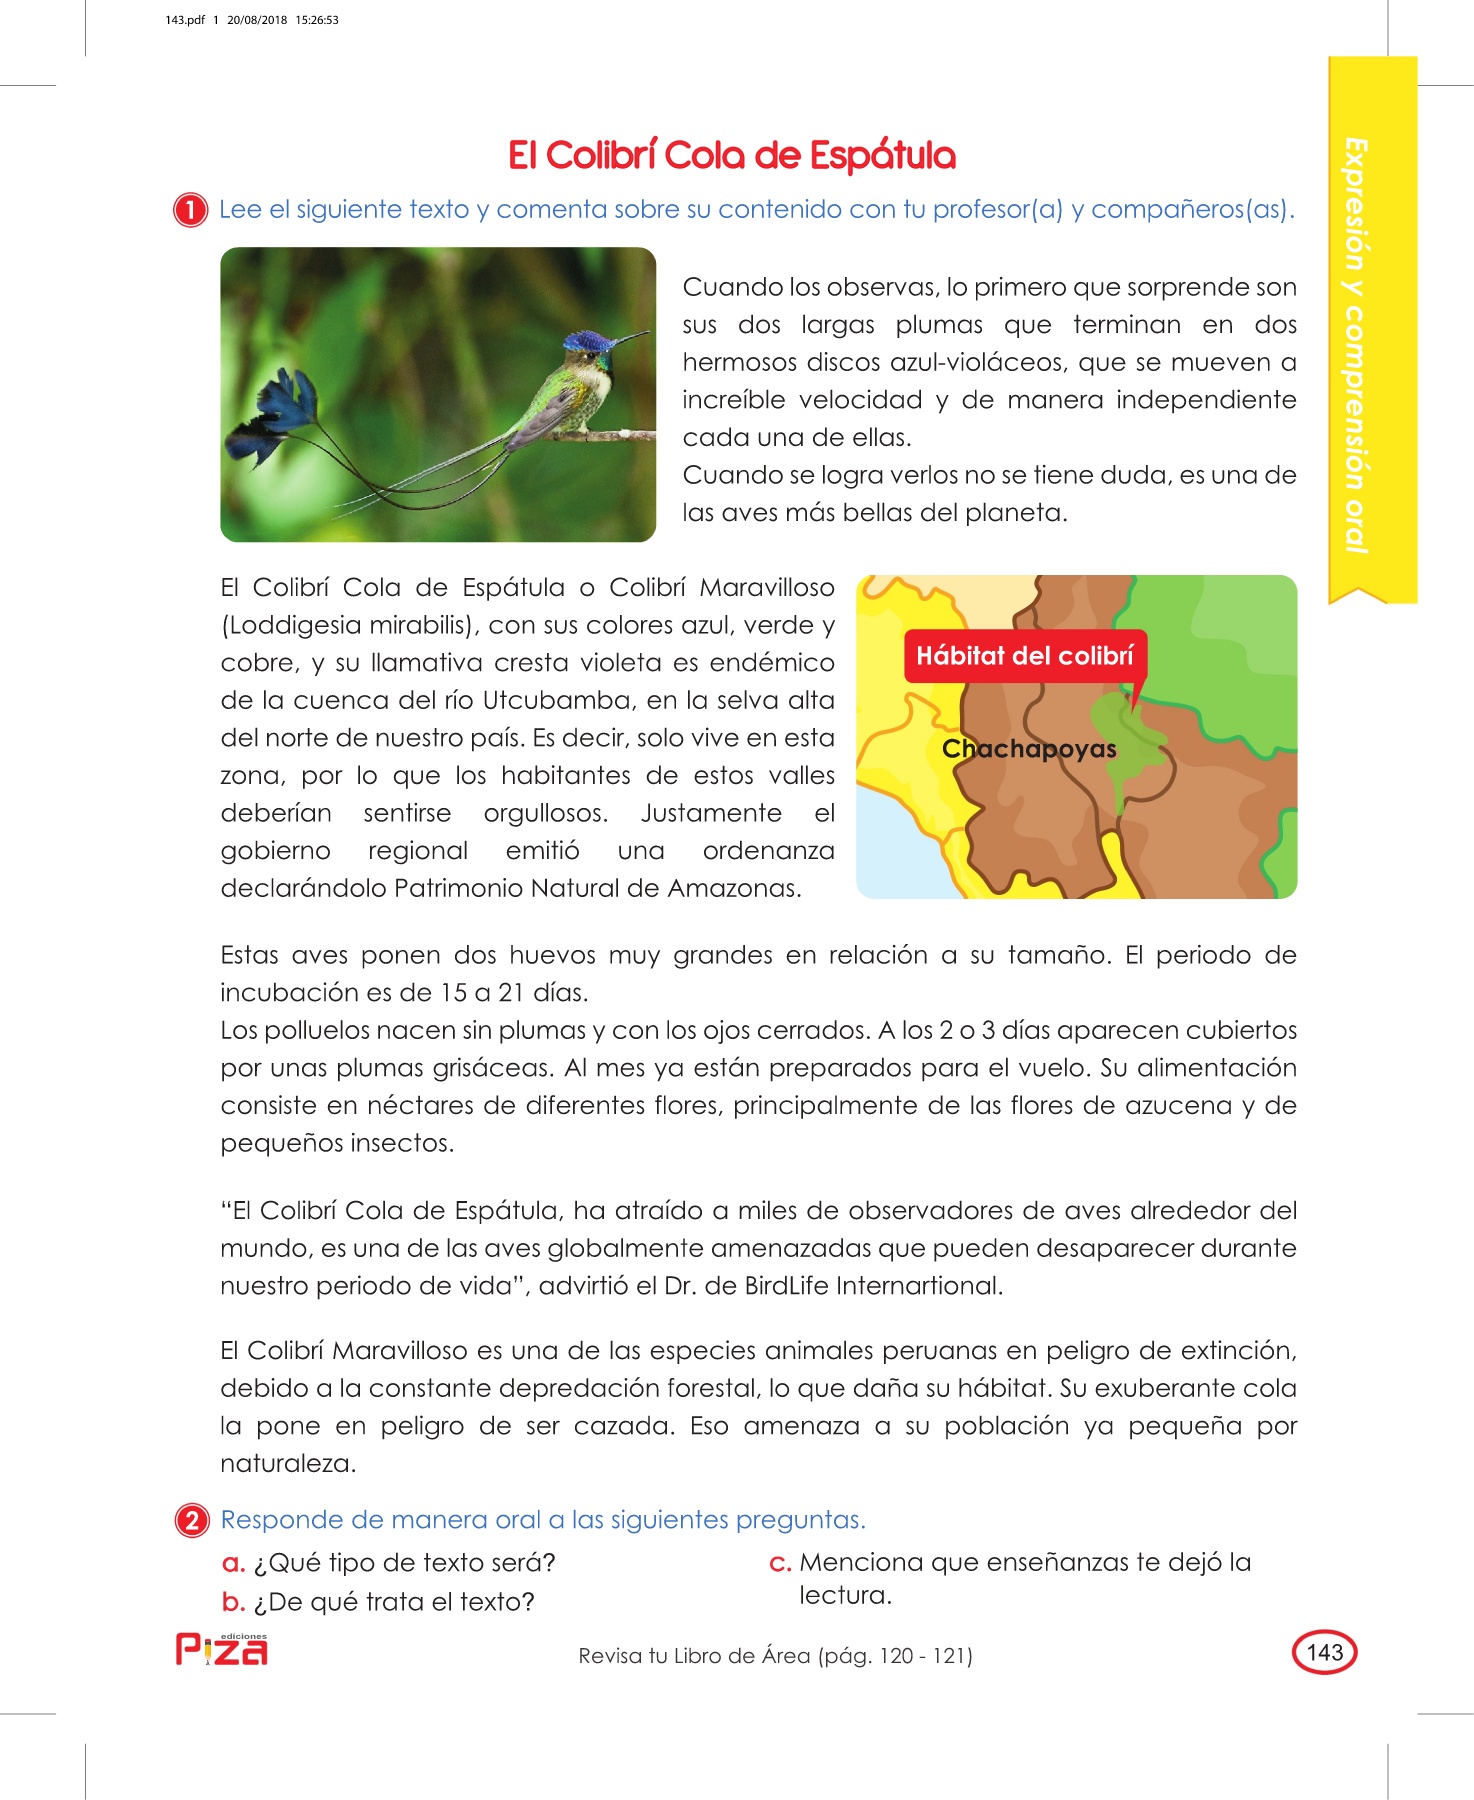 143.pdf 1 20/08/2018 15:26:53
El Colibrí Cola de Espátula
1 Lee el siguiente texto y comenta sobre su contenido con tu profesor(a) y compañeros(as).
Cuando los observas, lo primero que sorprende son
sus dos largas plumas que terminan en dos
hermosos discos azul-violáceos, que se mueven a
increíble velocidad y de manera independiente
cada una de ellas.
Cuando se logra verlos no se tiene duda, es una de
las aves más bellas del planeta.
El Colibrí Cola de Espátula o Colibrí Maravilloso
(Loddigesia mirabilis), con sus colores azul, verde y
cobre, y su llamativa cresta violeta es endémico
de la cuenca del río Utcubamba, en la selva alta
del norte de nuestro país. Es decir, solo vive en esta
zona, por lo que los habitantes de estos valles
deberían sentirse orgullosos. Justamente el
gobierno regional emitió una ordenanza
declarándolo Patrimonio Natural de Amazonas.
Hábitat del colibrí
Chachapoyas
Estas aves ponen dos huevos muy grandes en relación a su tamaño. El periodo de
incubación es de 15 a 21 días.
Los polluelos nacen sin plumas y con los ojos cerrados. A los 2 o 3 días aparecen cubiertos
por unas plumas grisáceas. Al mes ya están preparados para el vuelo. Su alimentación
consiste en néctares de diferentes flores, principalmente de las flores de azucena y de
pequeños insectos.
“El Colibrí Cola de Espátula, ha atraído a miles de observadores de aves alrededor del
mundo, es una de las aves globalmente amenazadas que pueden desaparecer durante
nuestro periodo de vida”, advirtió el Dr. de BirdLife Internartional.
El Colibrí Maravilloso es una de las especies animales peruanas en peligro de extinción,
debido a la constante depredación forestal, lo que daña su hábitat. Su exuberante cola
la pone en peligro de ser cazada. Eso amenaza a su población ya pequeña por
naturaleza.
2 Responde de manera oral a las siguientes preguntas.
a. ¿Qué tipo de texto será?
b. ¿De qué trata el texto?
c. Menciona que enseñanzas te dejó la
lectura.
ediciones
Piza
Revisa tu Libro de Área (pág. 120 - 121)
143
Expresión y comprensión oral